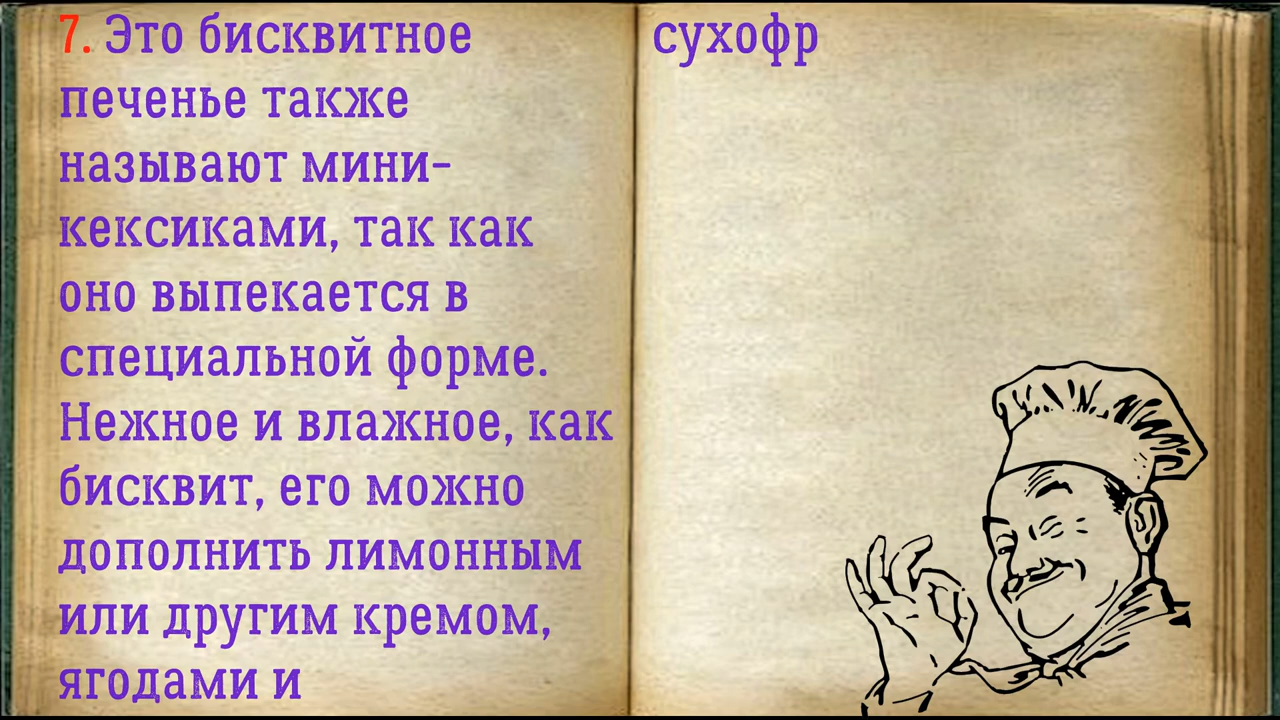 7. Это бисквитное
печенье также
называют мини-
кексиками, так как
оно выпекается в
специальной форме.
Нежное и влажное, как
бисквит, его можно
дополнить лимонным
или другим кремом,
ягодами и
сухофр